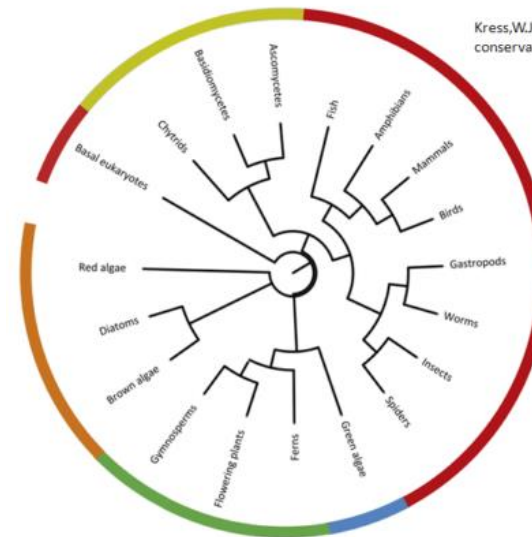 Kress,W.J
conserva
Ascomycetes
Basidiomycetes
Chytrids
Basal eukaryotes
Fish
Amphibians
Mammals
Birds
Gastropods
Worms
Insects
Spiders
Red algae
Diatoms
Brown algae
Gymnosperms
Flowering plants
Ferns
Green algae